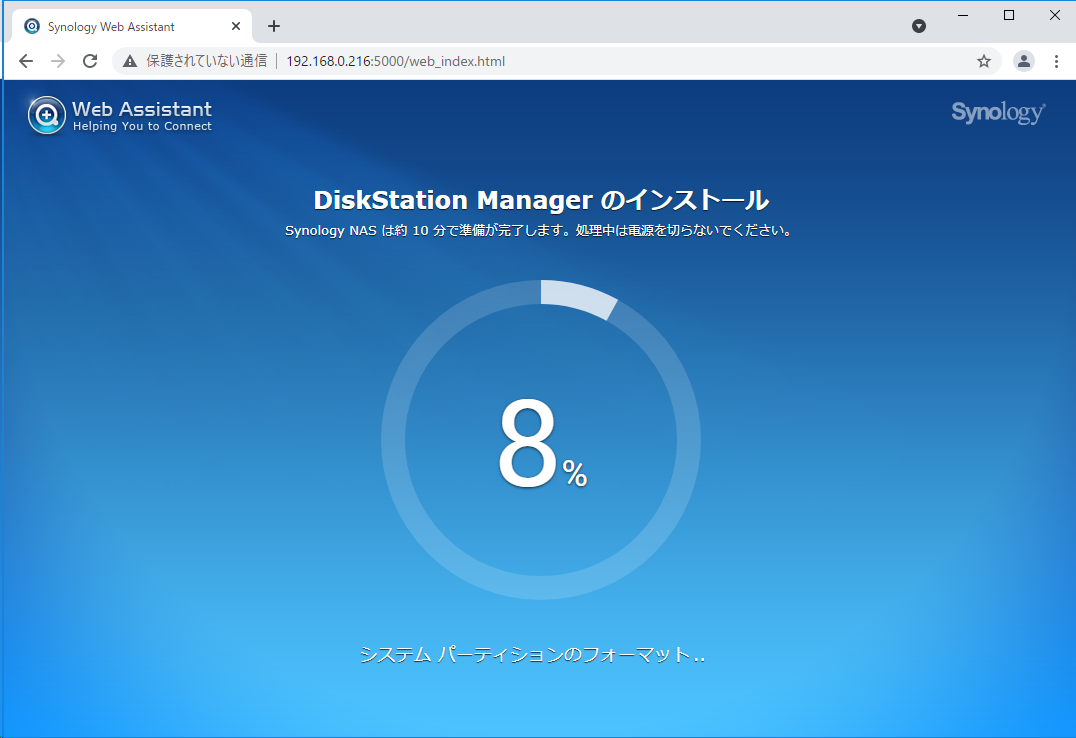 Synology Web Assistant
保護されていない通信 192.168.0.216:5000/web_index.html
Web Assistant
Helping You to Connect
Synology
DiskStation Manager のインストール
Synology NAS は約 10 分で準備が完了します。処理中は電源を切らないでください。
8%
システム パーティションのフォーマット..